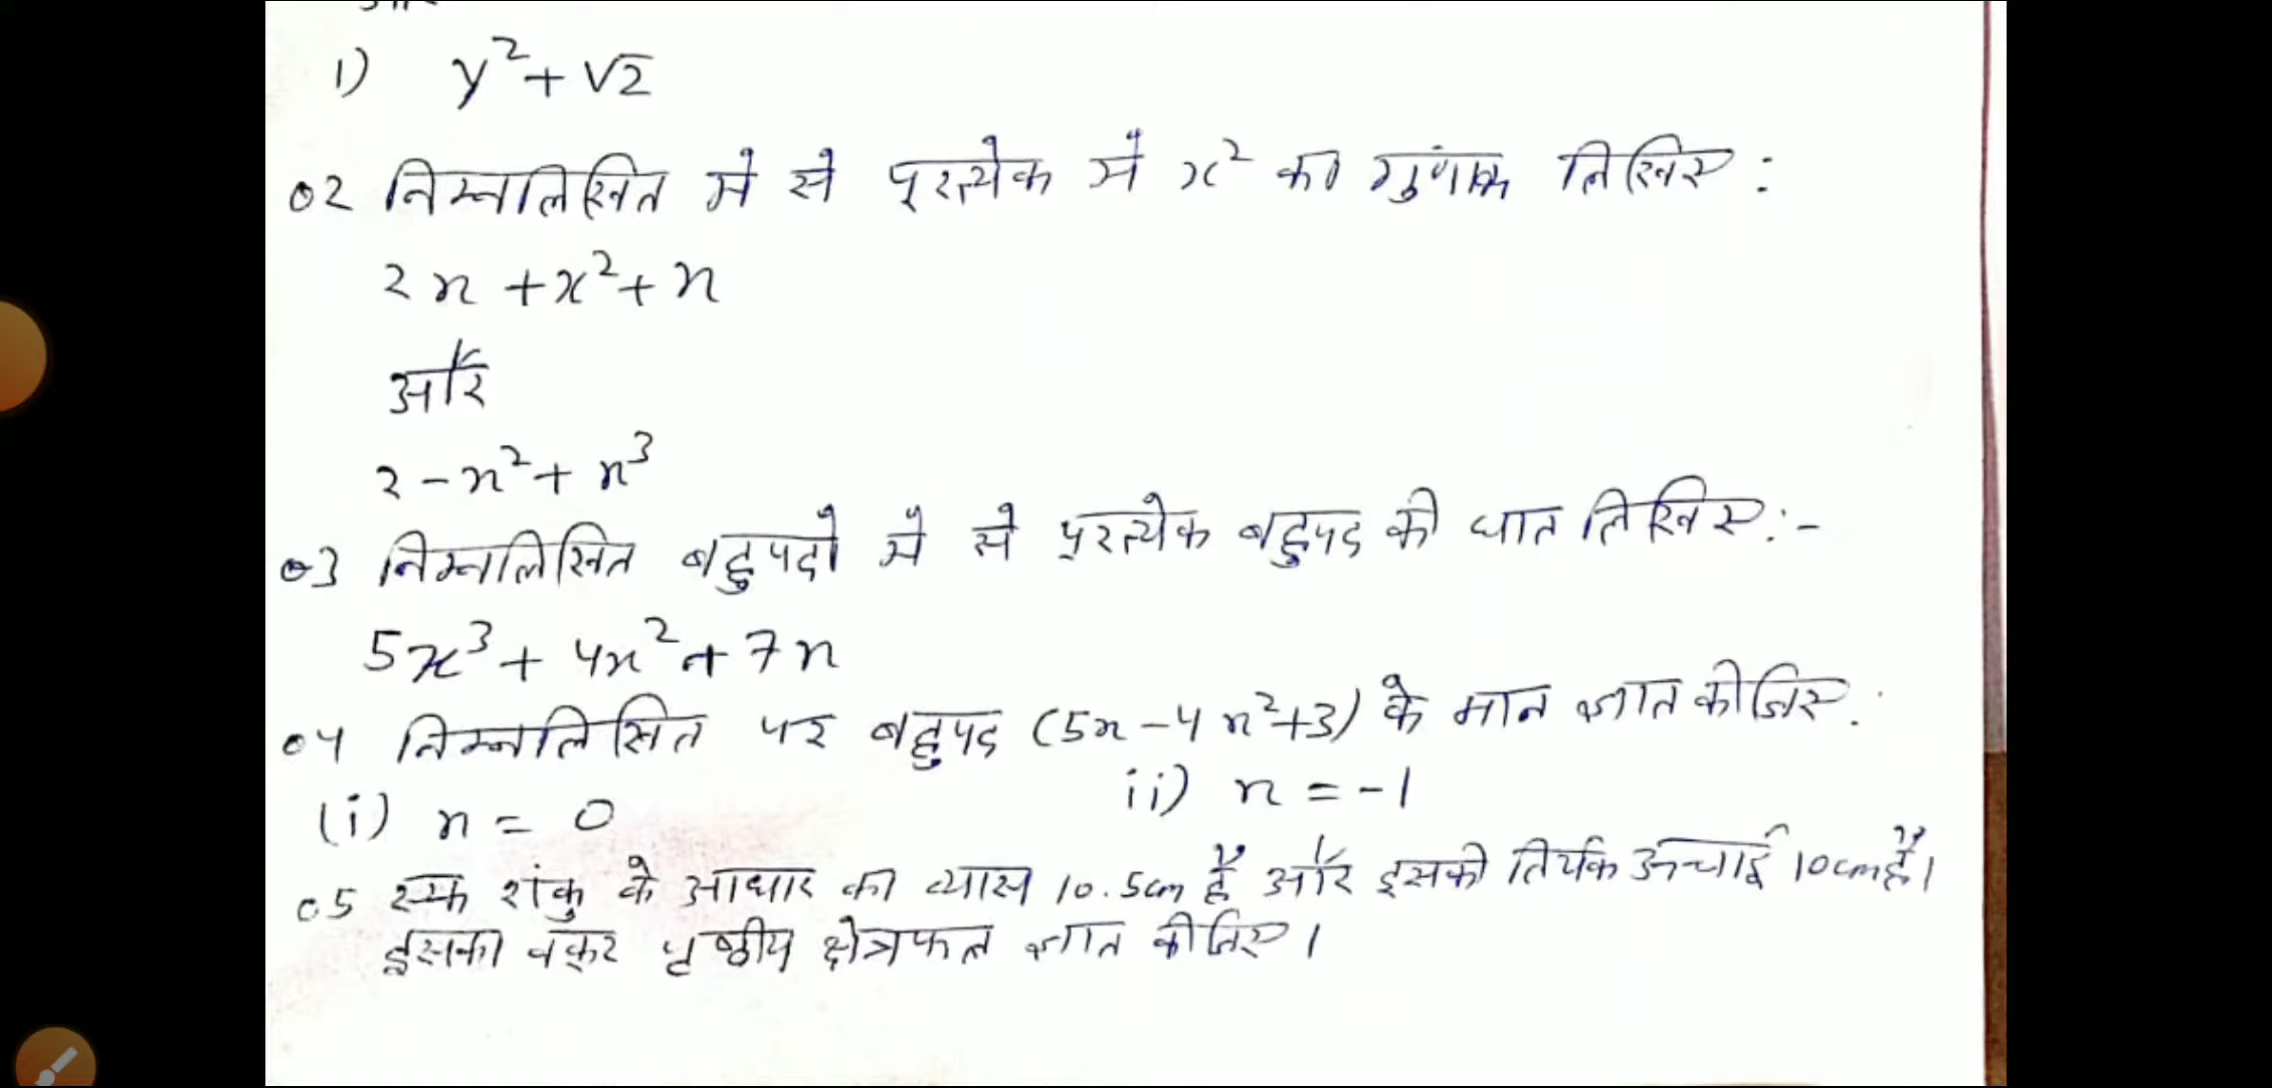 1) y² + √2
02 निम्नलिखित मे से प्रत्येक में x² का गुणांक लिखिए :
2x + x² + x
और
2 - x² + x³
03 निम्नलिखित बहुपदो में से प्रत्येक बहुपद की घात लिखिए :-
5x³ + 4x² + 7x
04 निम्नलिखित पर बहुपद (5x - 4x² + 3) के मान ज्ञात कीजिए.
(i) x = 0 ii) x = -1
05 एक शंकु के आधार का व्यास 10.5cm है और इसकी तिर्यक ऊन्चाई 10cm है।
इसका वक्र पृष्ठीय क्षेत्रफल ज्ञात कीजिए।